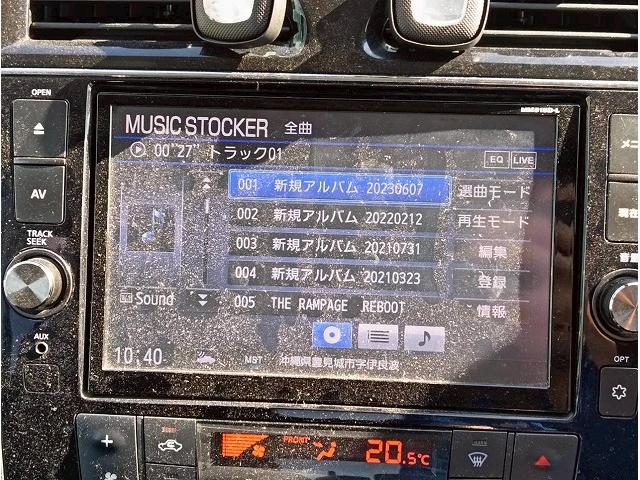 OPEN
AV
TRACK
SEEK
AUX
MUSIC STOCKER 全曲
00'27" トラック01
EQ LIVE
001 新規アルバム 20230607
002 新規アルバム 20220212
003 新規アルバム 20210731
004 新規アルバム 20210323
005 THE RAMPAGE REBOOT
選曲モード
再生モード
編集
登録
情報
Sound
10:40
MST
沖縄県豊見城市字伊良波
OPT
FRONT
20.5℃